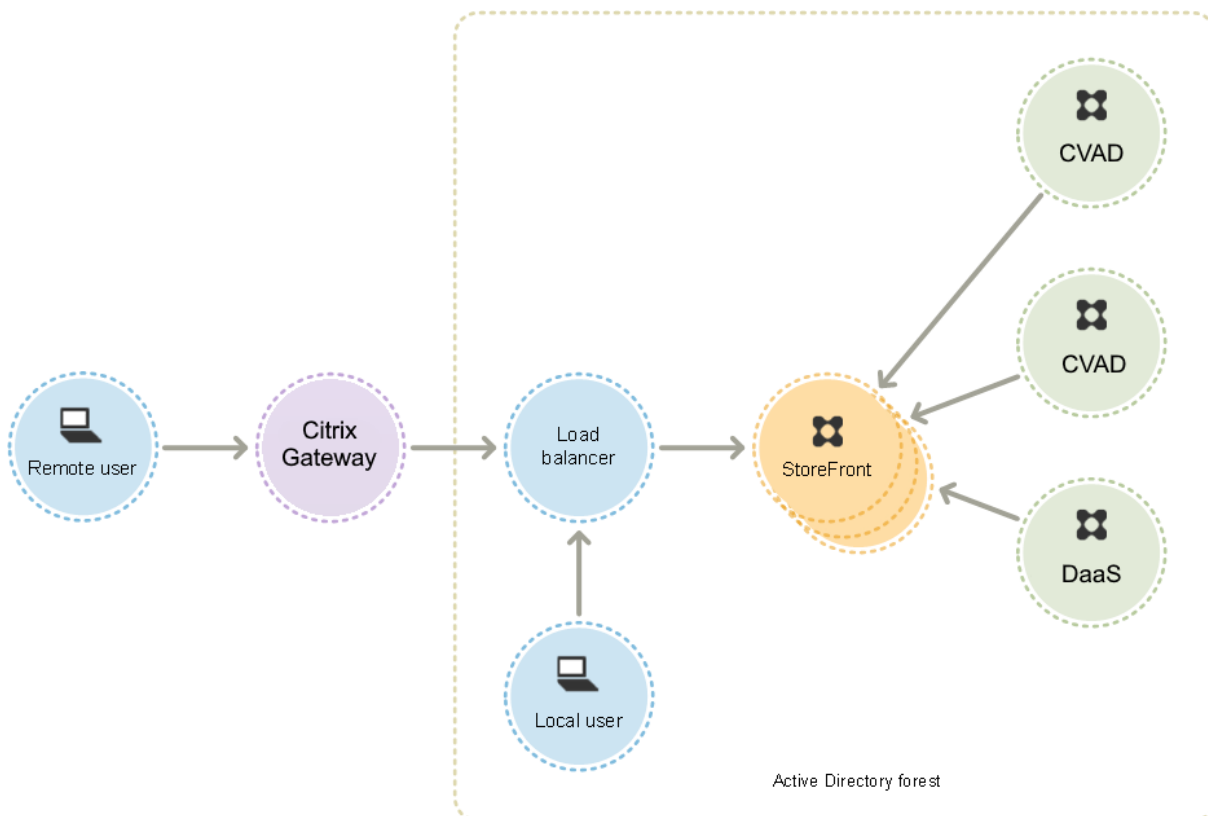 CVAD
CVAD
Remote user
Citrix
Gateway
Load
balancer
StoreFront
DaaS
Local user
Active Directory forest